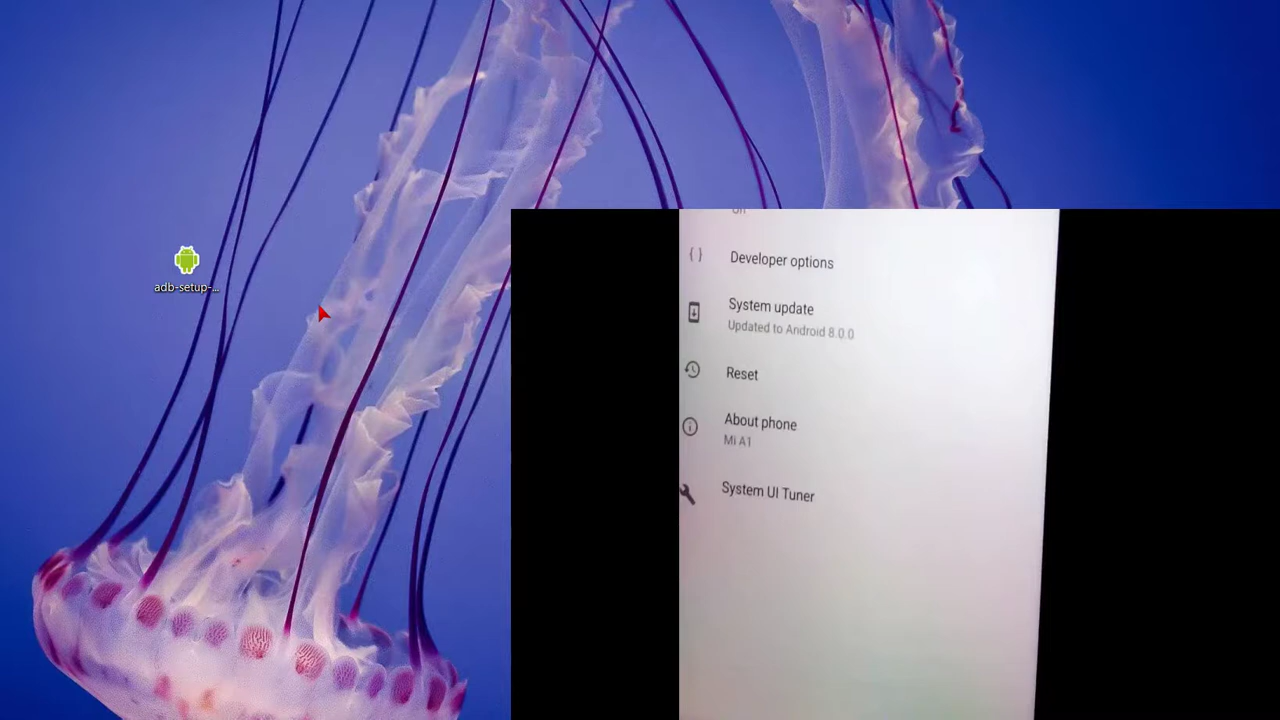 adb-setup-...
Developer options
System update
Updated to Android 8.0.0
Reset
About phone
Mi A1
System UI Tuner